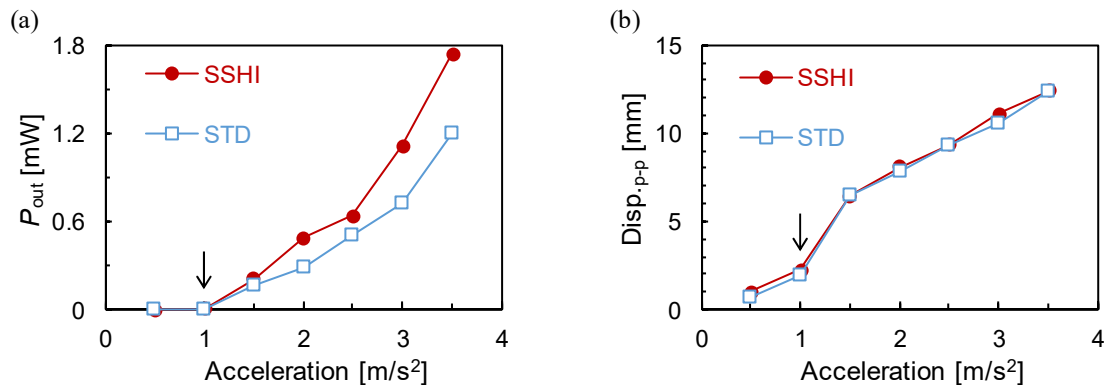 (a)
1.8
1.2
0.6
0
P_out [mW]
SSHI
STD
0 1 2 3 4
Acceleration [m/s²]
(b)
15
10
5
0
Disp.p-p [mm]
SSHI
STD
0 1 2 3 4
Acceleration [m/s²]